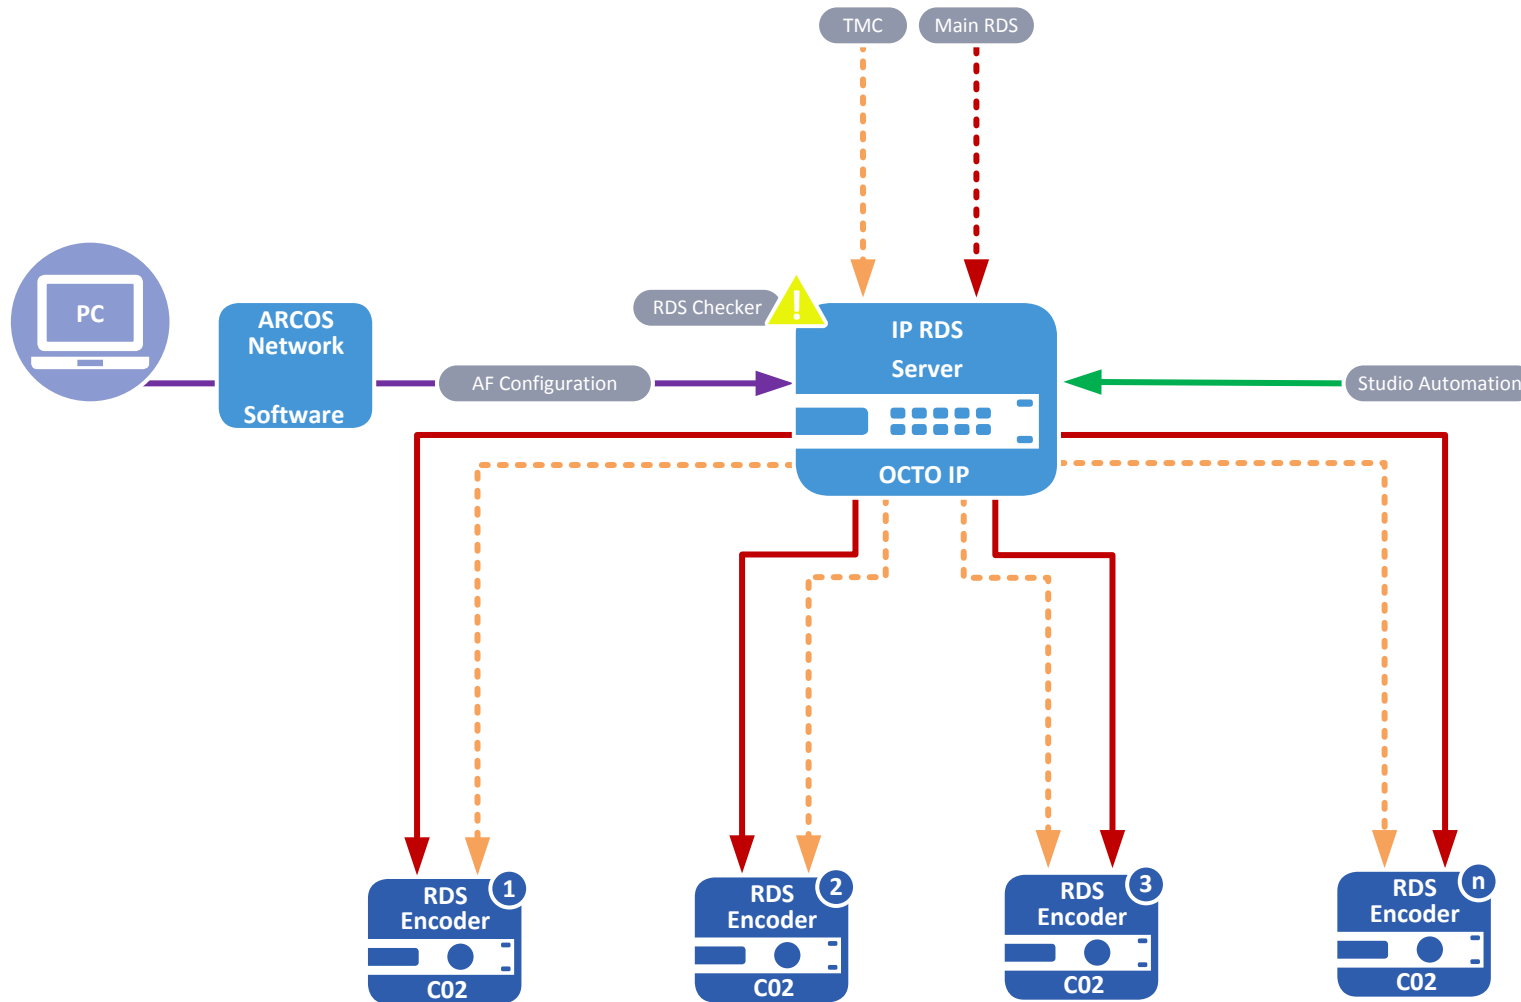 TMC
Main RDS
PC
ARCOS
Network
Software
AF Configuration
RDS Checker
IP RDS
Server
OCTO IP
Studio Automation
RDS
Encoder
1
C02
RDS
Encoder
2
C02
RDS
Encoder
3
C02
RDS
Encoder
n
C02